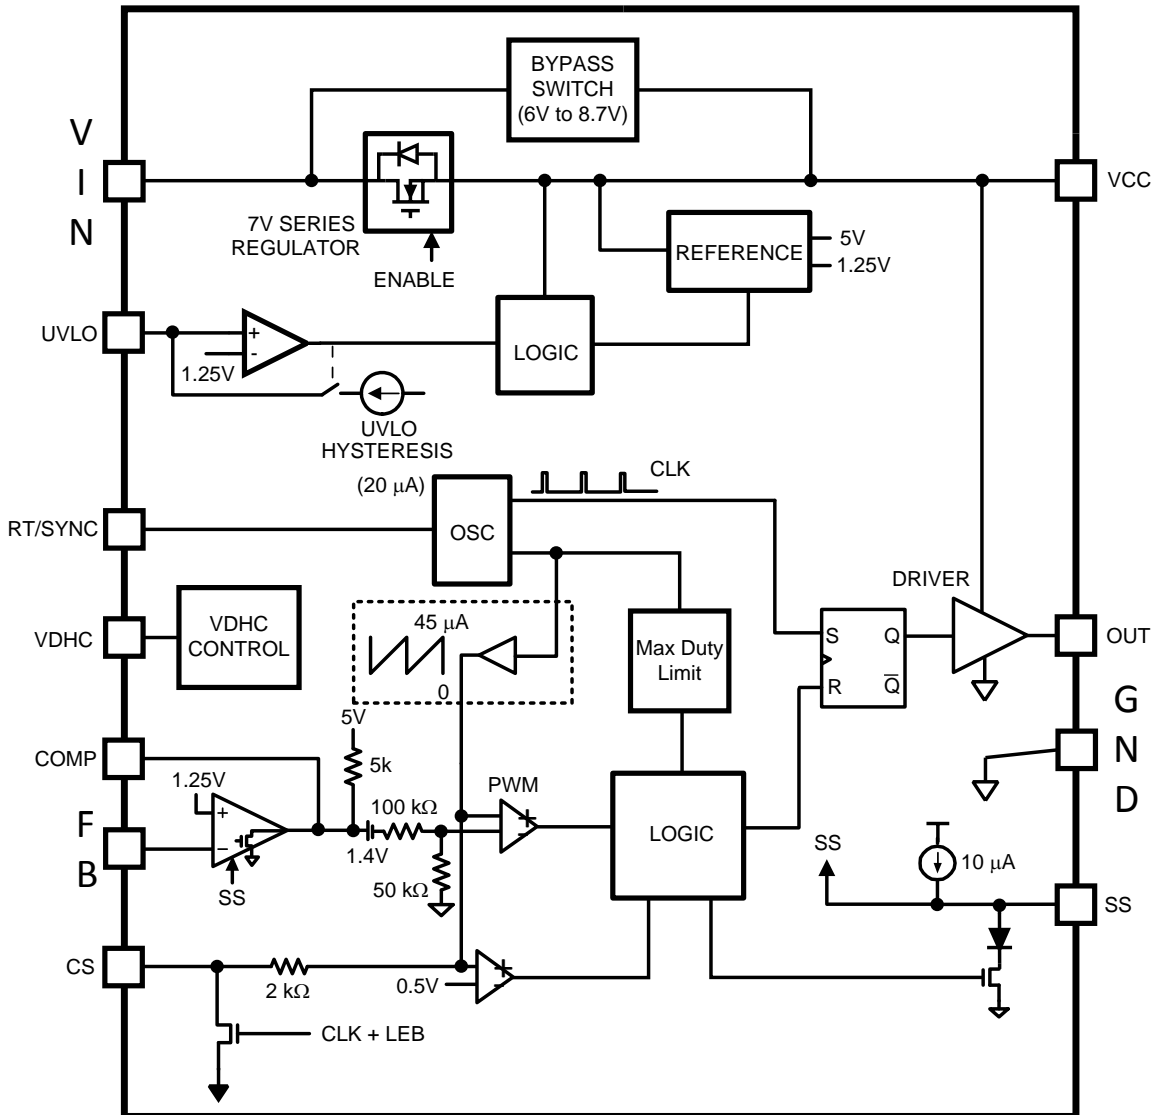 BYPASS
SWITCH
(6V to 8.7V)
V
I
N
VCC
7V SERIES
REGULATOR
ENABLE
REFERENCE
5V
1.25V
UVLO
+
-
1.25V
LOGIC
UVLO
HYSTERESIS
(20 μA)
CLK
RT/SYNC
OSC
DRIVER
VDHC
VDHC
CONTROL
45 μA
0
Max Duty
Limit
S
Q
R
Q̅
OUT
G
N
D
5V
5k
COMP
1.25V
+
−
F
B
SS
100 kΩ
1.4V
50 kΩ
PWM
+
-
LOGIC
SS
10 μA
SS
CS
2 kΩ
0.5V
+
-
CLK + LEB